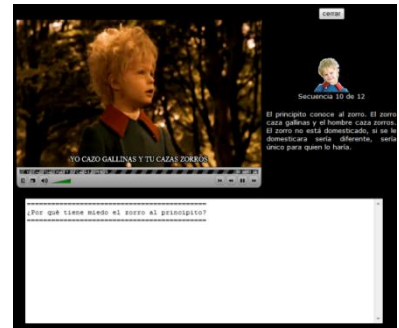 cerrar
Secuencia 10 de 12
El principito conoce al zorro. El zorro
caza gallinas y el hombre caza zorros.
El zorro no está domesticado, si se le
domesticara sería diferente, sería
único para quien lo haría.
YO CAZO GALLINAS Y TU CAZAS ZORROS
==========================================
¿Por qué tiene miedo el zorro al principito?
==========================================